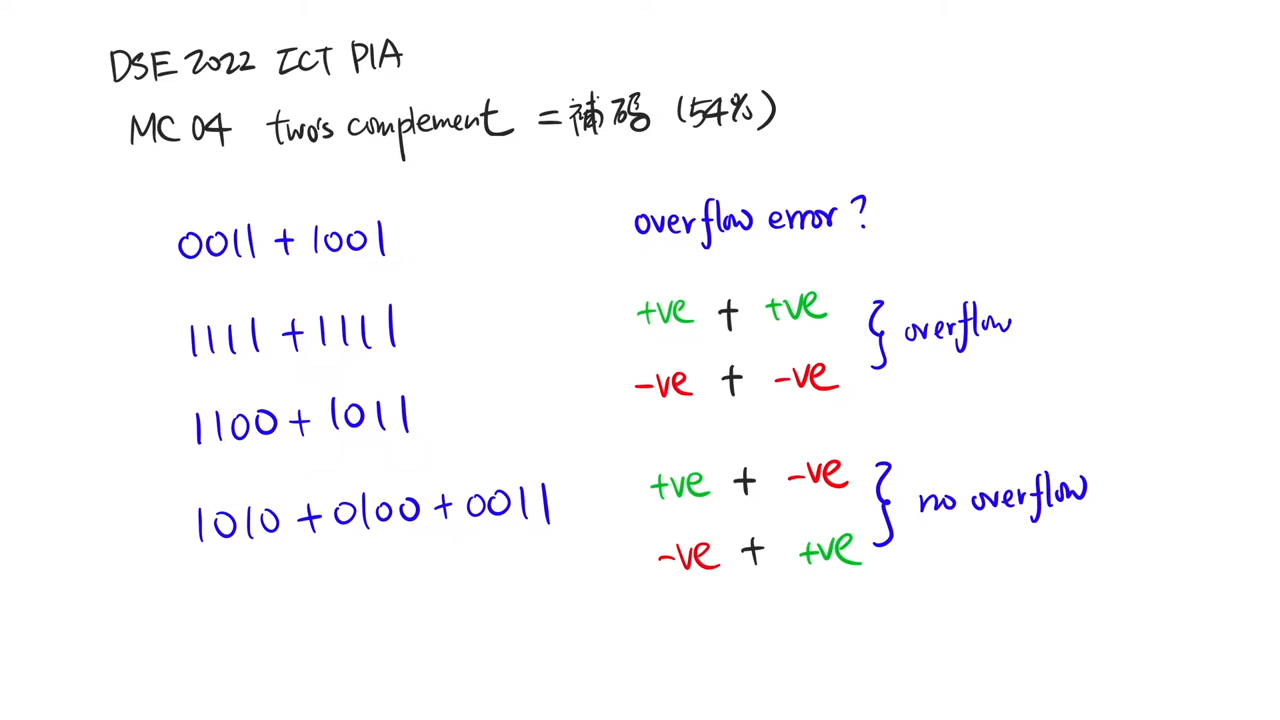 DSE 2022 ICT P1A
MC 04 two's complement = 補码 (54%)
0011 + 1001
1111 + 1111
1100 + 1011
1010 + 0100 + 0011
overflow error?
+ve + +ve
-ve + -ve
} overflow
+ve + -ve
-ve + +ve
} no overflow